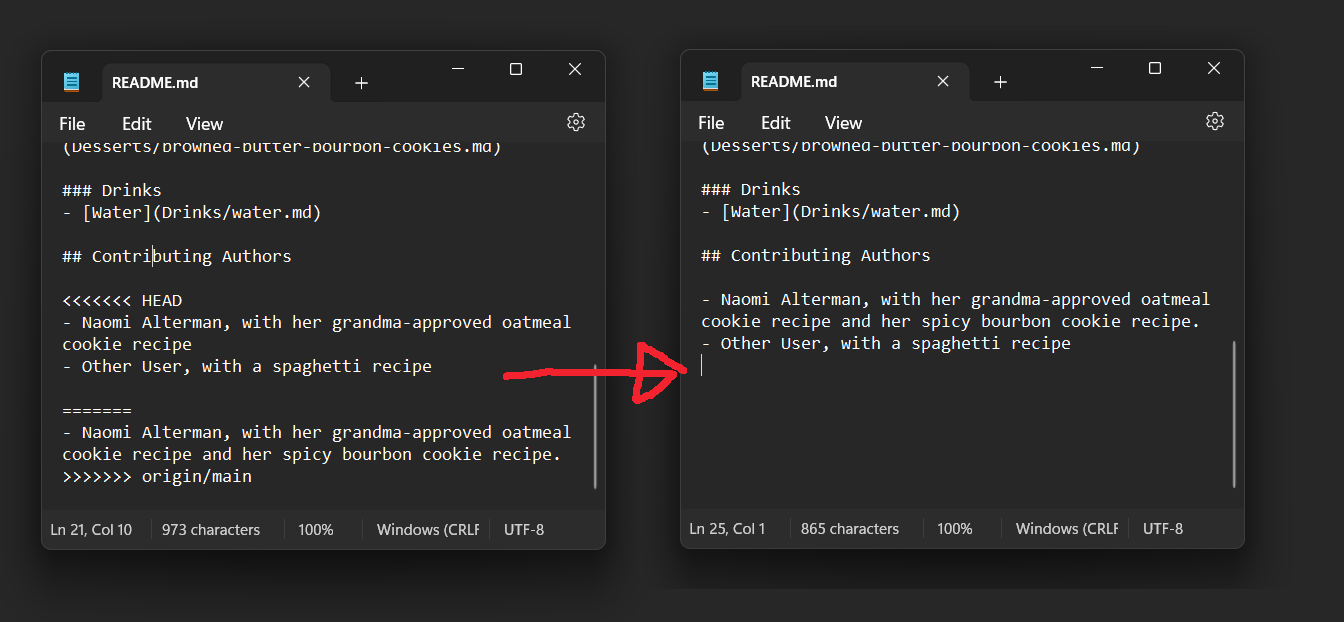 README.md
File Edit View
(Desserts/browned-butter-bourbon-cookies.md)
### Drinks
- [Water](Drinks/water.md)
## Contributing Authors
<<<<<<< HEAD
- Naomi Alterman, with her grandma-approved oatmeal
cookie recipe
- Other User, with a spaghetti recipe
=======
- Naomi Alterman, with her grandma-approved oatmeal
cookie recipe and her spicy bourbon cookie recipe.
>>>>>>> origin/main
Ln 21, Col 10 973 characters 100% Windows (CRLF UTF-8
README.md
File Edit View
(Desserts/browned-butter-bourbon-cookies.md)
### Drinks
- [Water](Drinks/water.md)
## Contributing Authors
- Naomi Alterman, with her grandma-approved oatmeal
cookie recipe and her spicy bourbon cookie recipe.
- Other User, with a spaghetti recipe
Ln 25, Col 1 865 characters 100% Windows (CRLF UTF-8